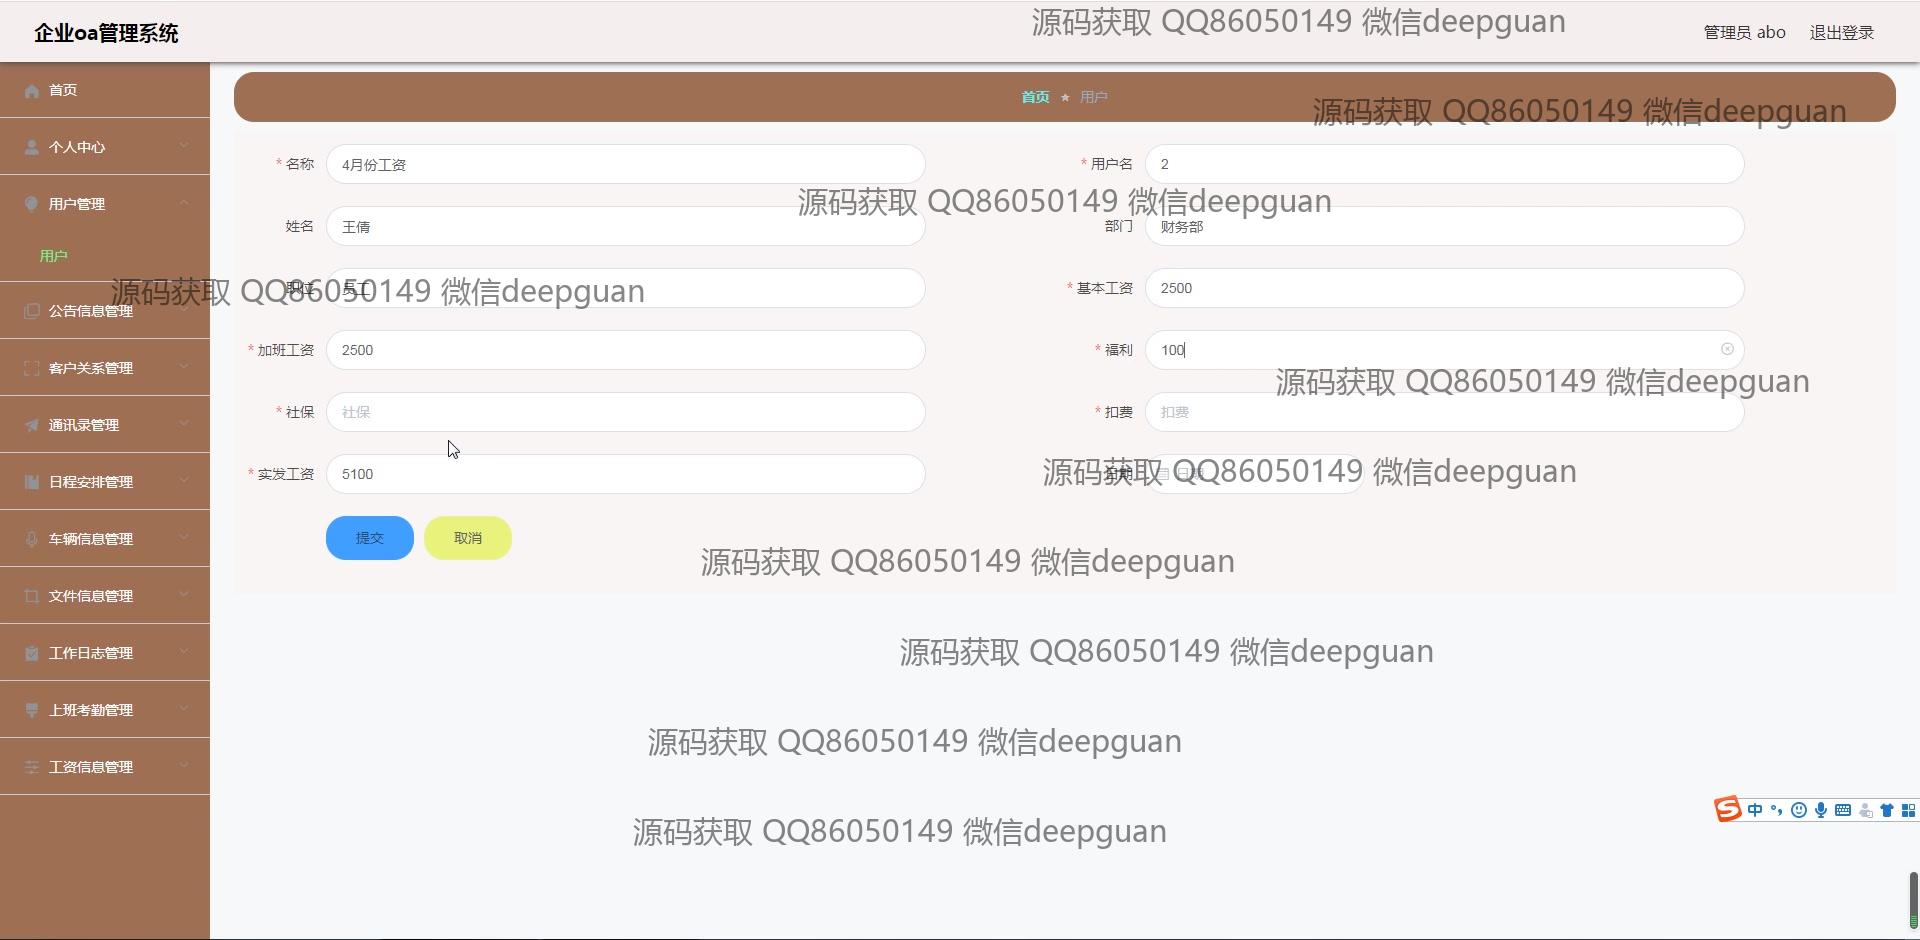 企业oa管理系统
源码获取 QQ86050149 微信deepguan
管理员 abo
退出登录
首页
个人中心
用户管理
用户
公告信息管理
客户关系管理
通讯录管理
日程安排管理
车辆信息管理
文件信息管理
工作日志管理
上班考勤管理
工资信息管理
首页 ★ 用户
源码获取 QQ86050149 微信deepguan
* 名称 4月份工资
* 用户名 2
源码获取 QQ86050149 微信deepguan
姓名 王倩
部门 财务部
源码获取 QQ86050149 微信deepguan
职位 员工
* 基本工资 2500
* 加班工资 2500
* 福利 100
源码获取 QQ86050149 微信deepguan
* 社保 社保
* 扣费 扣费
* 实发工资 5100
日期 日期
源码获取 QQ86050149 微信deepguan
提交
取消
源码获取 QQ86050149 微信deepguan
源码获取 QQ86050149 微信deepguan
源码获取 QQ86050149 微信deepguan
中
源码获取 QQ86050149 微信deepguan